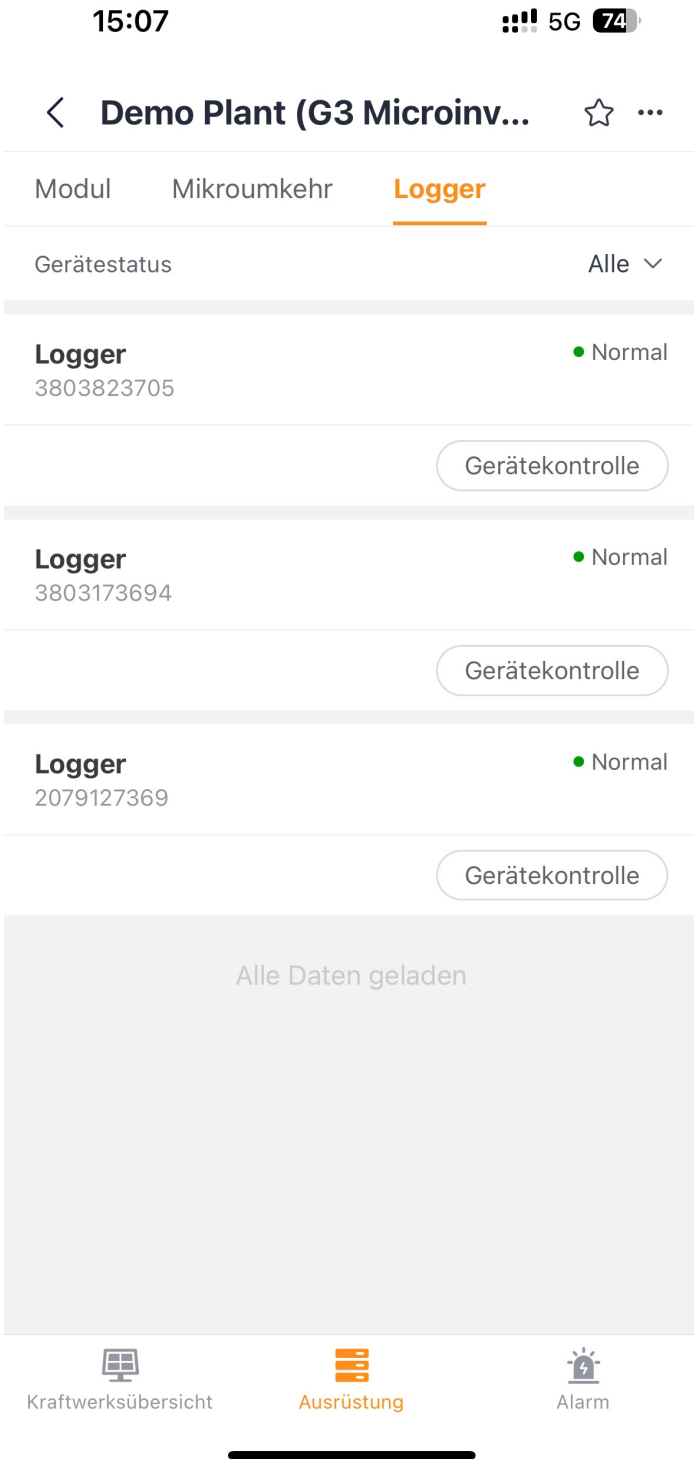 15:07 5G 74
Demo Plant (G3 Microinv...
Modul Mikroumkehr Logger
Gerätestatus Alle
Logger Normal
3803823705
Gerätekontrolle
Logger Normal
3803173694
Gerätekontrolle
Logger Normal
2079127369
Gerätekontrolle
Alle Daten geladen
Kraftwerksübersicht Ausrüstung Alarm